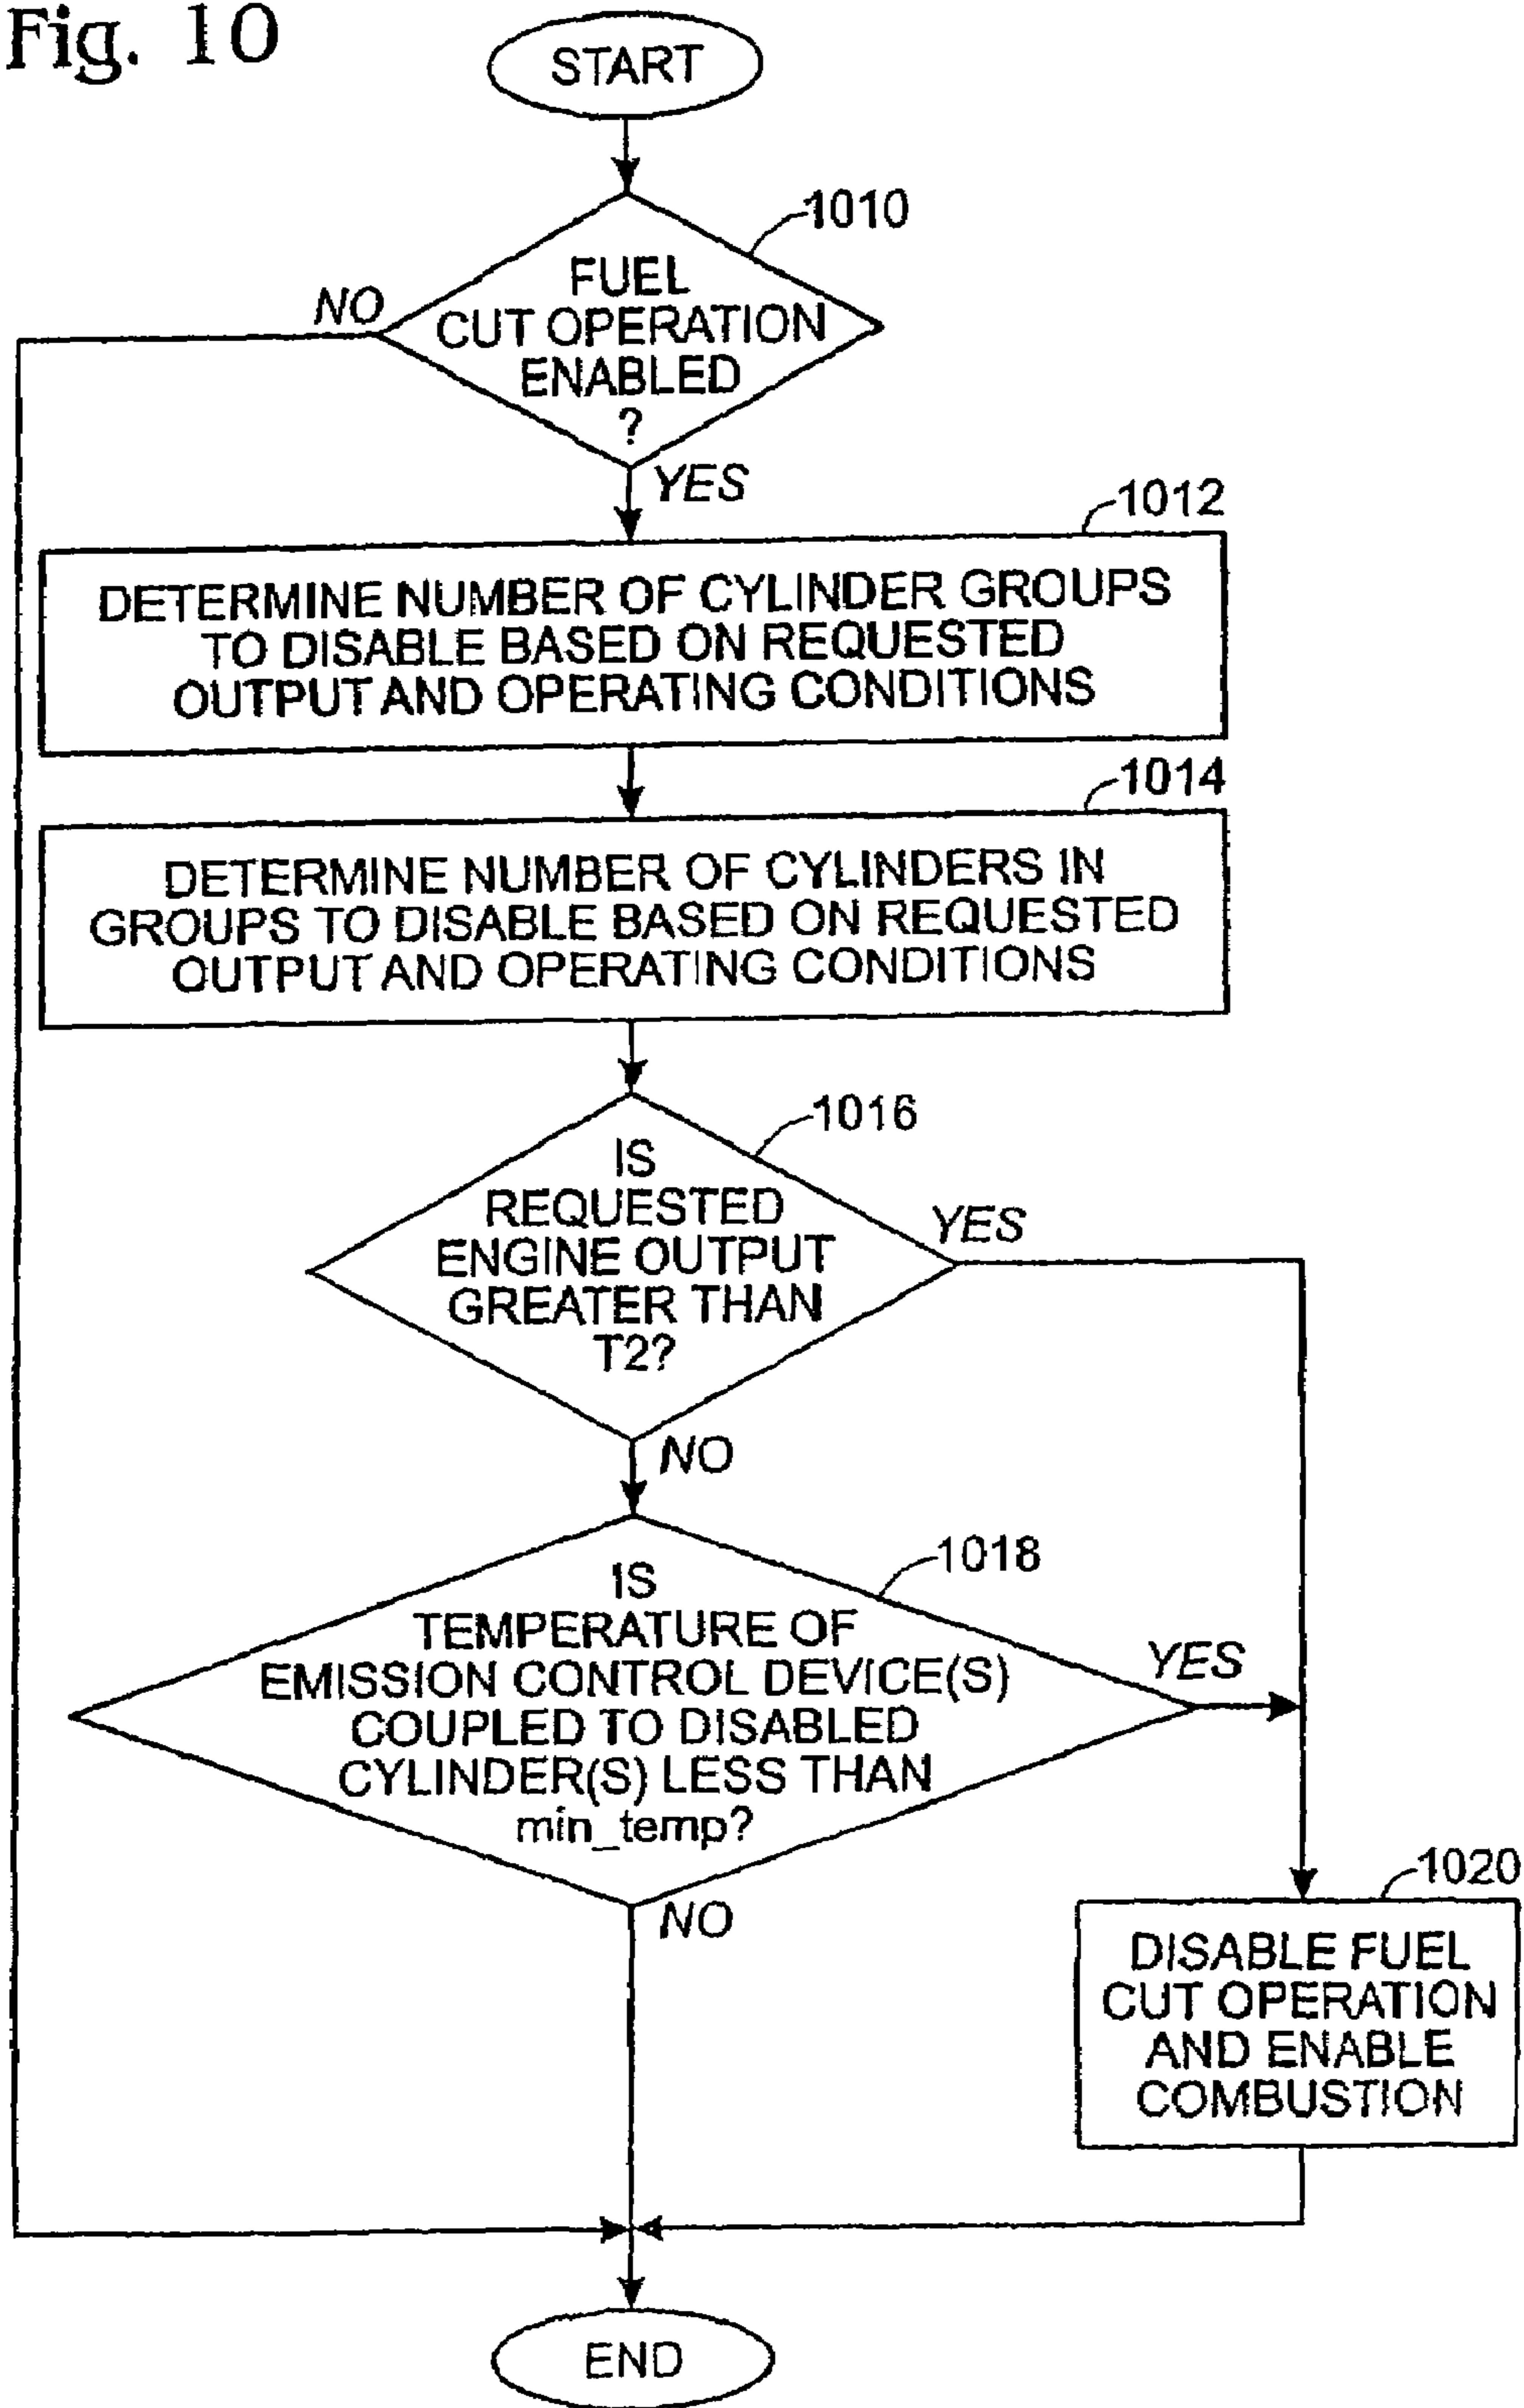 Fig. 10
START
1010
FUEL
CUT OPERATION
ENABLED
?
NO
YES
1012
DETERMINE NUMBER OF CYLINDER GROUPS
TO DISABLE BASED ON REQUESTED
OUTPUT AND OPERATING CONDITIONS
1014
DETERMINE NUMBER OF CYLINDERS IN
GROUPS TO DISABLE BASED ON REQUESTED
OUTPUT AND OPERATING CONDITIONS
1016
IS
REQUESTED
ENGINE OUTPUT
GREATER THAN
T2?
YES
NO
1018
IS
TEMPERATURE OF
EMISSION CONTROL DEVICE(S)
COUPLED TO DISABLED
CYLINDER(S) LESS THAN
min_temp?
YES
NO
1020
DISABLE FUEL
CUT OPERATION
AND ENABLE
COMBUSTION
END